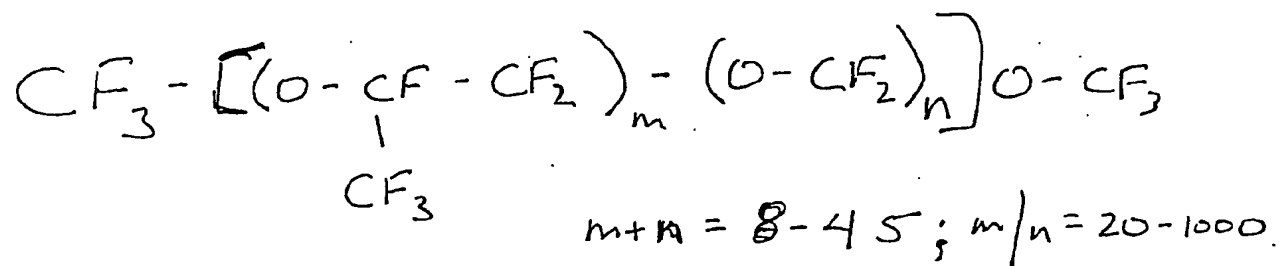 CF₃-[(O-CF-CF₂)ₘ-(O-CF₂)ₙ]O-CF₃
CF₃
m+n = 8-45; m/n = 20-1000.